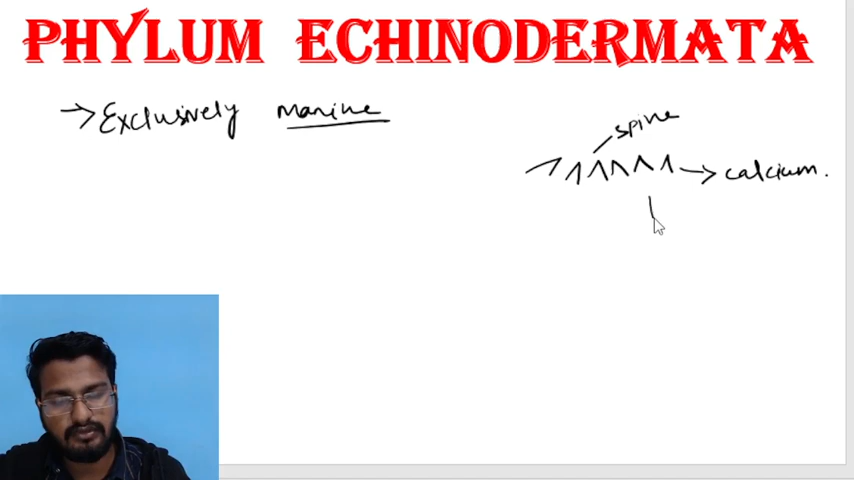 PHYLUM ECHINODERMATA
→ Exclusively marine
spine
→ calcium.